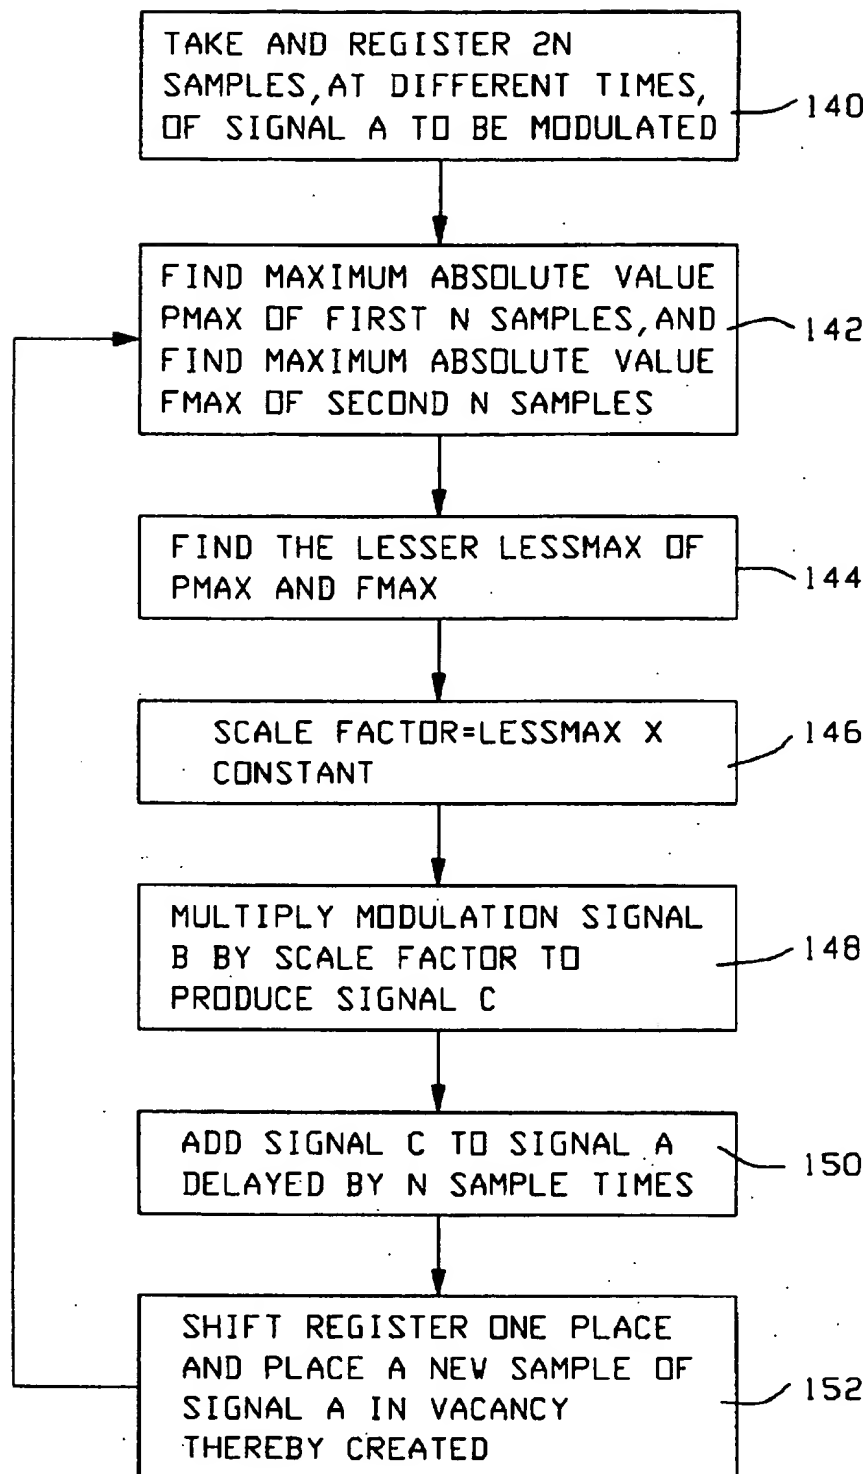 TAKE AND REGISTER 2N
SAMPLES, AT DIFFERENT TIMES,
OF SIGNAL A TO BE MODULATED
140
FIND MAXIMUM ABSOLUTE VALUE
PMAX OF FIRST N SAMPLES, AND
FIND MAXIMUM ABSOLUTE VALUE
FMAX OF SECOND N SAMPLES
142
FIND THE LESSER LESSMAX OF
PMAX AND FMAX
144
SCALE FACTOR=LESSMAX X
CONSTANT
146
MULTIPLY MODULATION SIGNAL
B BY SCALE FACTOR TO
PRODUCE SIGNAL C
148
ADD SIGNAL C TO SIGNAL A
DELAYED BY N SAMPLE TIMES
150
SHIFT REGISTER ONE PLACE
AND PLACE A NEW SAMPLE OF
SIGNAL A IN VACANCY
THEREBY CREATED
152